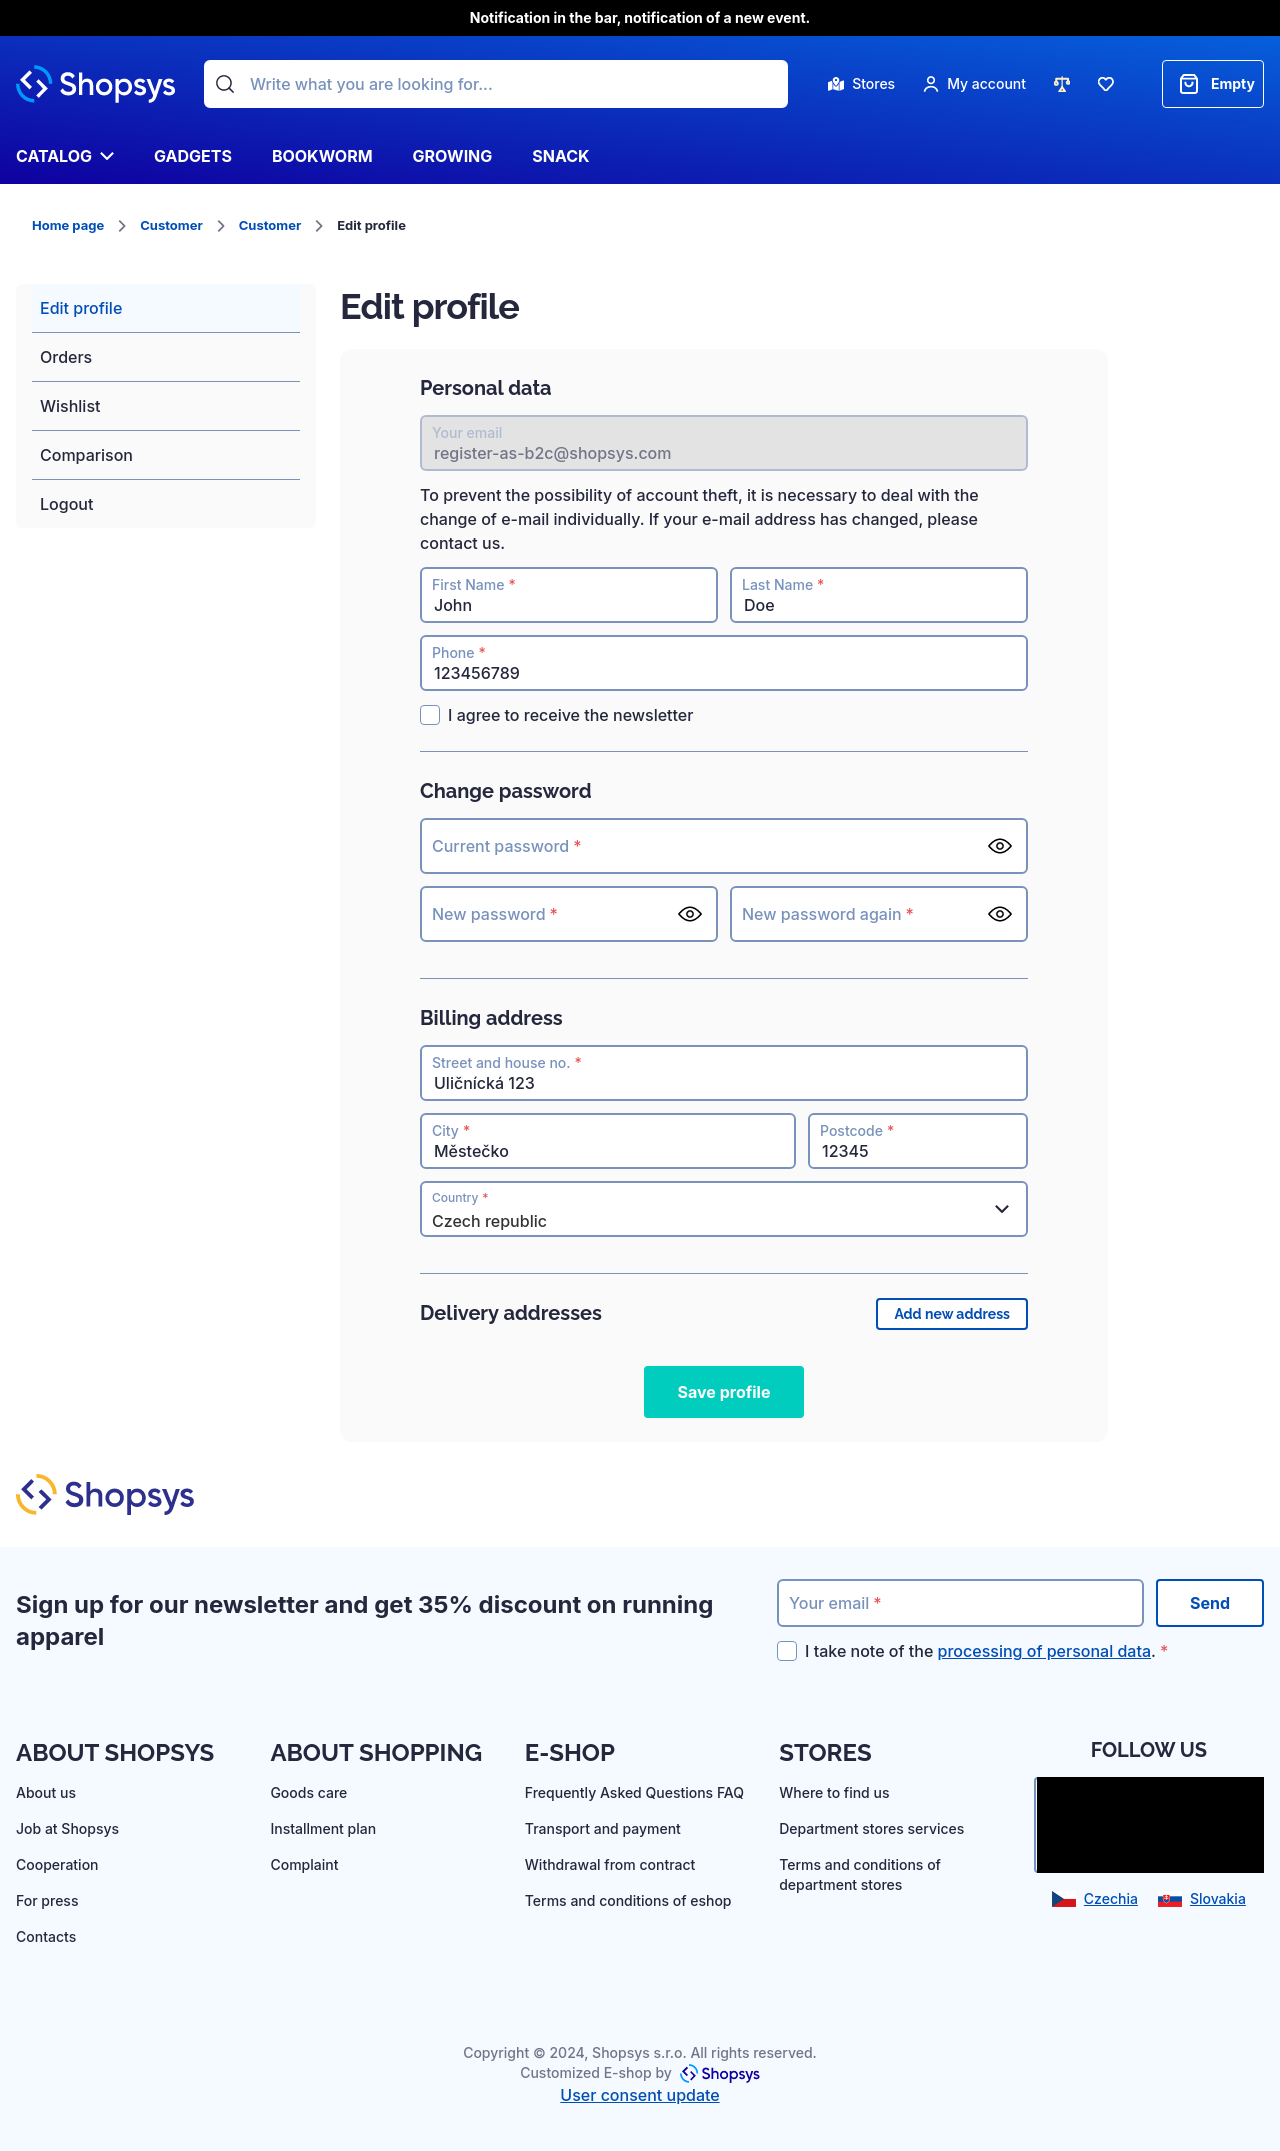 Notification in the bar, notification of a new event.
Shopsys
Write what you are looking for...
Stores
My account
Empty
CATALOG
GADGETS
BOOKWORM
GROWING
SNACK
Home page
Customer
Customer
Edit profile
Edit profile
Orders
Wishlist
Comparison
Logout
Edit profile
Personal data
Your email
register-as-b2c@shopsys.com
To prevent the possibility of account theft, it is necessary to deal with the
change of e-mail individually. If your e-mail address has changed, please
contact us.
First Name *
John
Last Name *
Doe
Phone *
123456789
I agree to receive the newsletter
Change password
Current password *
New password *
New password again *
Billing address
Street and house no. *
Uličnícká 123
City *
Městečko
Postcode *
12345
Country *
Czech republic
Delivery addresses
Add new address
Save profile
Shopsys
Sign up for our newsletter and get 35% discount on running
apparel
Your email *
Send
I take note of the processing of personal data. *
ABOUT SHOPSYS
About us
Job at Shopsys
Cooperation
For press
Contacts
ABOUT SHOPPING
Goods care
Installment plan
Complaint
E-SHOP
Frequently Asked Questions FAQ
Transport and payment
Withdrawal from contract
Terms and conditions of eshop
STORES
Where to find us
Department stores services
Terms and conditions of
department stores
FOLLOW US
Czechia
Slovakia
Copyright © 2024, Shopsys s.r.o. All rights reserved.
Customized E-shop by Shopsys
User consent update